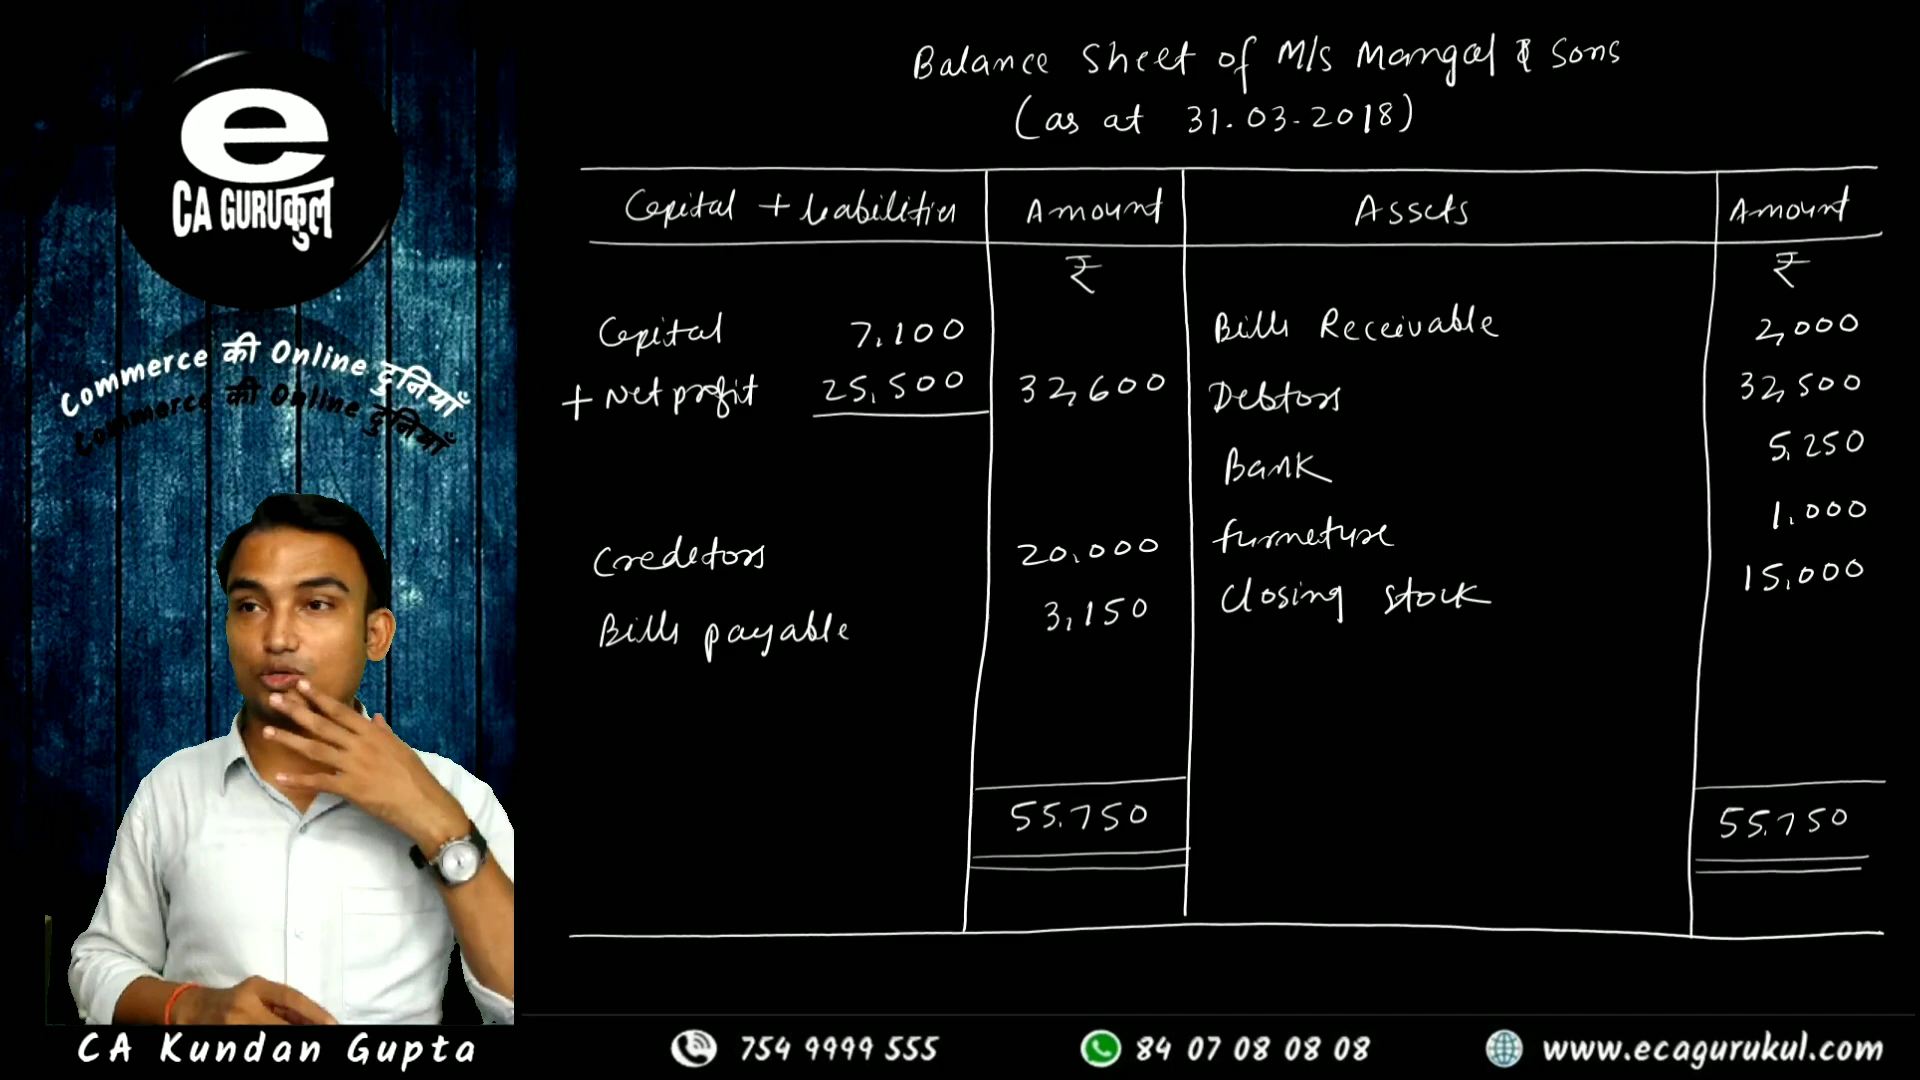 e
CA GURUकुल
Commerce की Online दुनियाँ
Commerce की Online दुनियाँ
Balance Sheet of M/s Mangal & Sons
(as at 31.03.2018)
Capital + liabilities Amount Assets Amount
₹ ₹
Capital 7,100 Bills Receivable 2,000
+ Net profit 25,500 32,600 Debtors 32,500
Bank 5,250
Creditors 20,000 furneture 1,000
Bills payable 3,150 Closing stock 15,000
55,750 55,750
CA Kundan Gupta 754 9999 555 84 07 08 08 08 www.ecagurukul.com